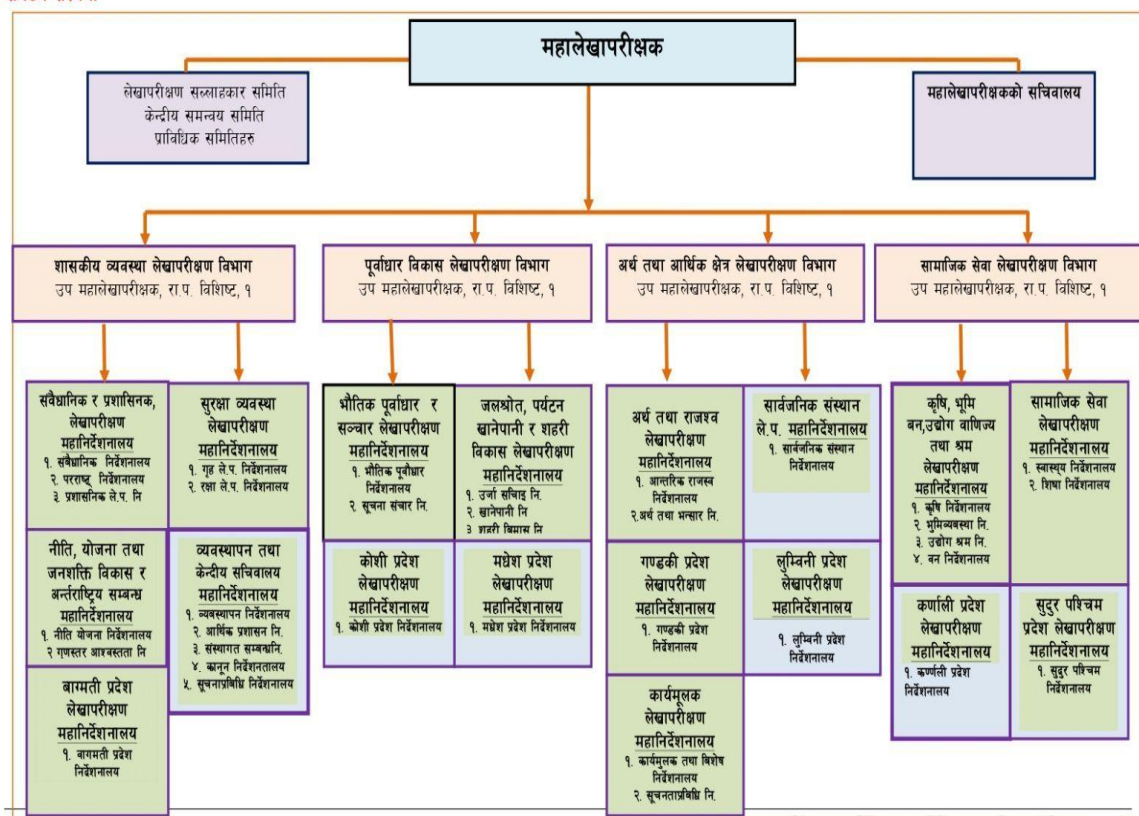 महालेखापरीक्षक
लेखापरीक्षण सल्लाहकार समिति
केन्द्रीय समन्वय समिति
प्राविधिक समितिहरु
महालेखापरीक्षकको सचिवालय
शासकीय व्यवस्था लेखापरीक्षण विभाग
उप महालेखापरीक्षक, रा.प. विशिष्ट, १
पूर्वाधार विकास लेखापरीक्षण विभाग
उप महालेखापरीक्षक, रा.प. विशिष्ट, १
अर्थ तथा आर्थिक क्षेत्र लेखापरीक्षण विभाग
उप महालेखापरीक्षक, रा.प. विशिष्ट, १
सामाजिक सेवा लेखापरीक्षण विभाग
उप महालेखापरीक्षक, रा.प. विशिष्ट, १
संवैधानिक र प्रशासिनक,
लेखापरीक्षण
महानिर्देशनालय
१. संवैधानिक निर्देशनालय
२. परराष्ट्र निर्देशनालय
३. प्रशासनिक ले.प. नि
सुरक्षा व्यवस्था
लेखापरीक्षण
महानिर्देशनालय
१. गृह ले.प. निर्देशनालय
२. रक्षा ले.प. निर्देशनालय
भौतिक पूर्वाधार र
सञ्चार लेखापरीक्षण
महानिर्देशनालय
१. भौतिक पूर्वाधार
निर्देशनालय
२. सूचना संचार नि.
जलश्रोत, पर्यटन
खानेपानी र शहरी
विकास लेखापरीक्षण
महानिर्देशनालय
१. उर्जा सचिाइ नि.
२. खानेपानी नि.
३ शहरी विमास नि
अर्थ तथा राजश्व
लेखापरीक्षण
महानिर्देशनालय
१. आन्तरिक राजस्व
निर्देशनालय
२.अर्थ तथा भन्सार नि.
सार्वजनिक संस्थान
ले.प. महानिर्देशनालय
१. सार्वजनिक संस्थान
निर्देशनालय
कृषि, भूमि
बन,उद्योग वाणिज्य
तथा श्रम
लेखापरीक्षण
महानिर्देशनालय
१. कृषि निर्देशनालय
२. भुमिव्यबस्था नि.
३. उद्योग श्रम नि.
४. वन निर्देशनालय
सामाजिक सेवा
लेखापरीक्षण
महानिर्देशनालय
१. स्वास्थ्य निर्देशनालय
२. शिषा निर्देशनालय
नीति, योजना तथा
जनशक्ति विकास र
अर्न्तराष्ट्रिय सम्बन्ध
महानिर्देशनालय
१. नीति योजना निर्देशनालय
२ गुणस्तर आश्वस्तता नि
व्यवस्थापन तथा
केन्दीय सचिवालय
महानिर्देशनालय
१. व्यवस्थापन निर्देशनालय
२. आर्थिक प्रशासन नि.
३. संस्थागत सम्बन्धनि.
४. कानून निर्देशनतालय
५. सूचनाप्रबिधि निर्देशनालय
कोशी प्रदेश
लेखापरीक्षण
महानिर्देशनालय
१. कोशी प्रदेश निर्देशनालय
मधेश प्रदेश
लेखापरीक्षण
महानिर्देशनालय
१. मधेश प्रदेश निर्देशनालय
गण्डकी प्रदेश
लेखापरीक्षण
महानिर्देशनालय
१. गण्डकी प्रदेश
निर्देशनालय
लुम्बिनी प्रदेश
लेखापरीक्षण
महानिर्देशनालय
१. लुम्बिनी प्रदेश
निर्देशनालय
कर्णाली प्रदेश
लेखापरीक्षण
महानिर्देशनालय
१. कर्ण्णली प्रदेश
निर्देशनालय
सुदुर पश्चिम
प्रदेश लेखापरीक्षण
महानिर्देशनालय
१. सुदुर पश्चिम
निर्देशनालय
बाग्मती प्रदेश
लेखापरीक्षण
महानिर्देशनालय
१. बागमती प्रदेश
निर्देशनालय
कार्यमूलक
लेखापरीक्षण
महानिर्देशनालय
१. कार्यमुलक तथा बिशेष
निर्देशनालय
२. सूचनताप्रबिधि नि.